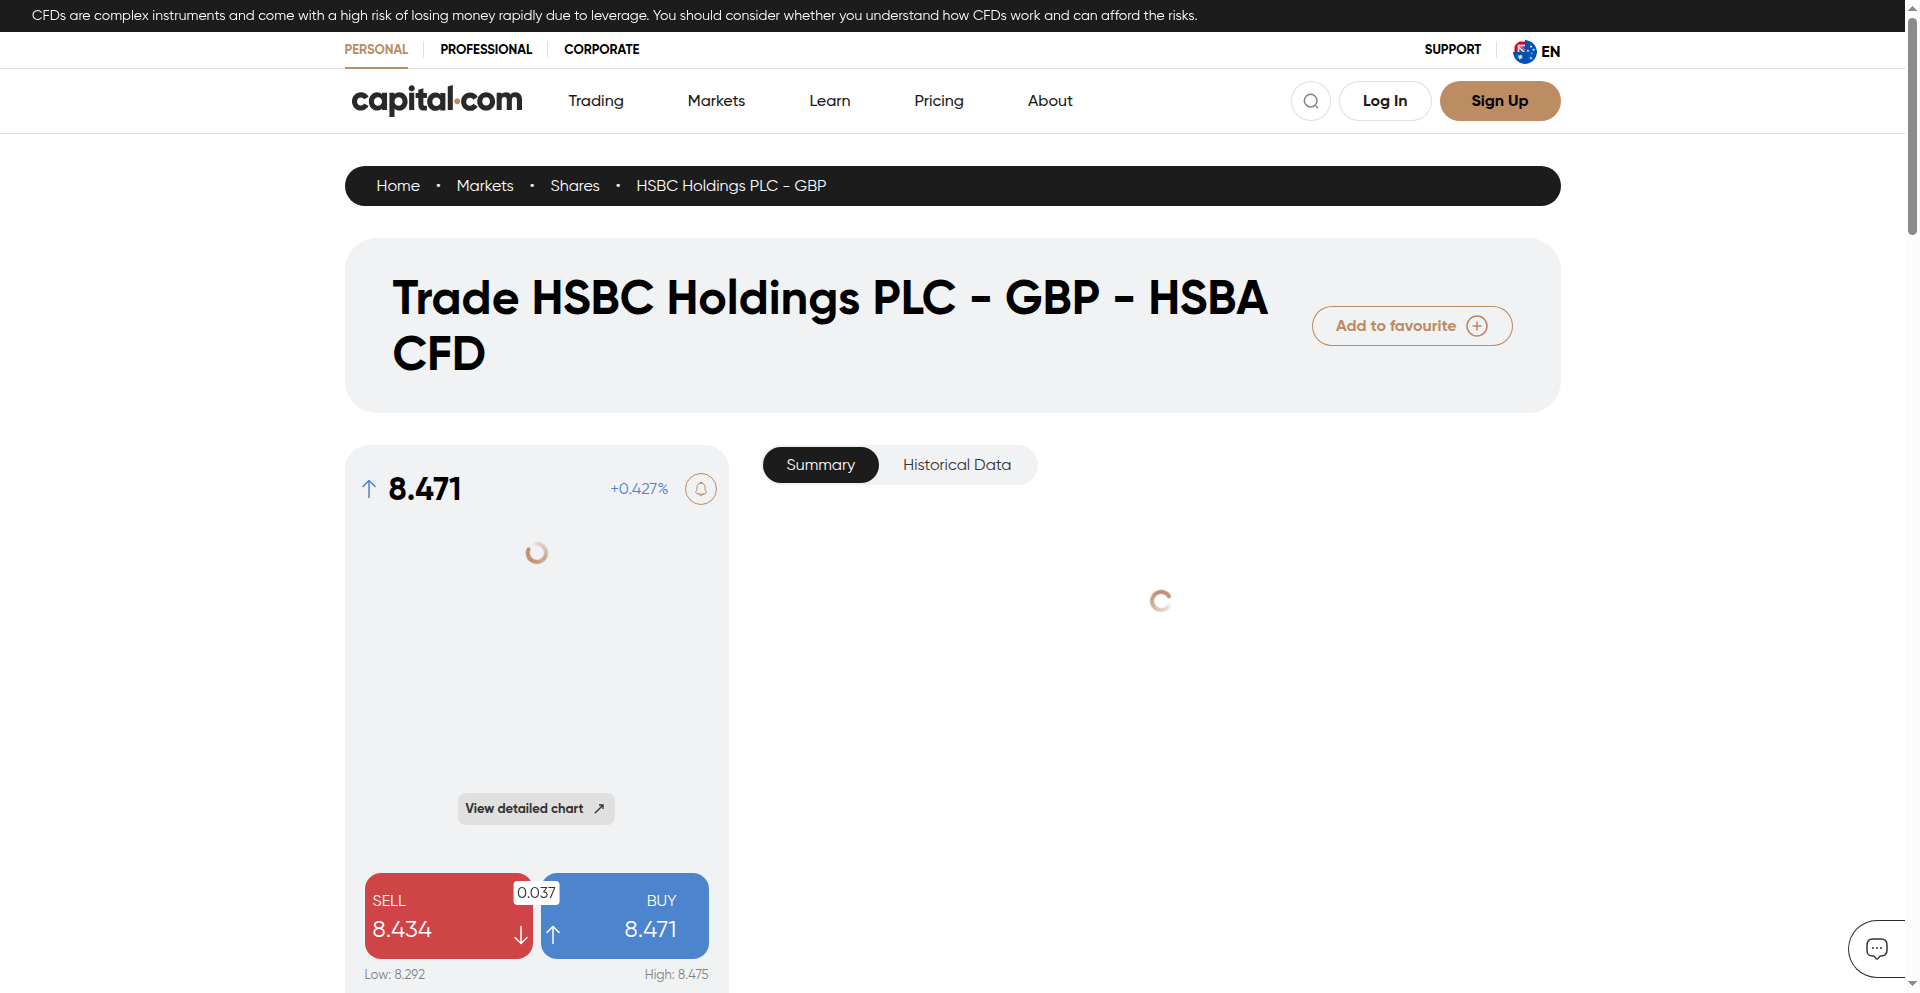 CFDs are complex instruments and come with a high risk of losing money rapidly due to leverage. You should consider whether you understand how CFDs work and can afford the risks.
PERSONAL PROFESSIONAL CORPORATE SUPPORT EN
capital.com Trading Markets Learn Pricing About Log In Sign Up
Home • Markets • Shares • HSBC Holdings PLC - GBP
Trade HSBC Holdings PLC - GBP - HSBA
CFD
Add to favourite
8.471 +0.427%
Summary Historical Data
View detailed chart
SELL 0.037 BUY
8.434 8.471
Low: 8.292 High: 8.475